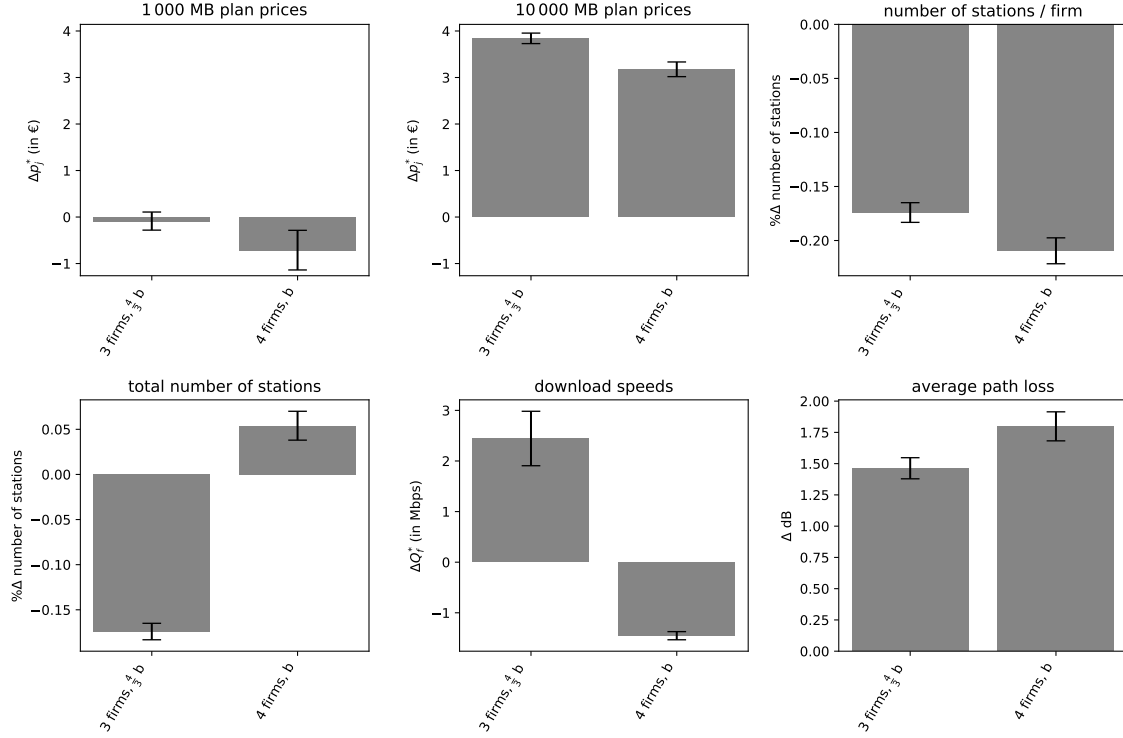 1 000 MB plan prices
Δp*j (in €)
4
3
2
1
0
−1
3 firms, 4/3 b
4 firms, b
10 000 MB plan prices
Δp*j (in €)
4
3
2
1
0
−1
3 firms, 4/3 b
4 firms, b
number of stations / firm
%Δ number of stations
0.00
−0.05
−0.10
−0.15
−0.20
3 firms, 4/3 b
4 firms, b
total number of stations
%Δ number of stations
0.05
0.00
−0.05
−0.10
−0.15
3 firms, 4/3 b
4 firms, b
download speeds
ΔQ*f (in Mbps)
3
2
1
0
−1
3 firms, 4/3 b
4 firms, b
average path loss
Δ dB
2.00
1.75
1.50
1.25
1.00
0.75
0.50
0.25
0.00
3 firms, 4/3 b
4 firms, b